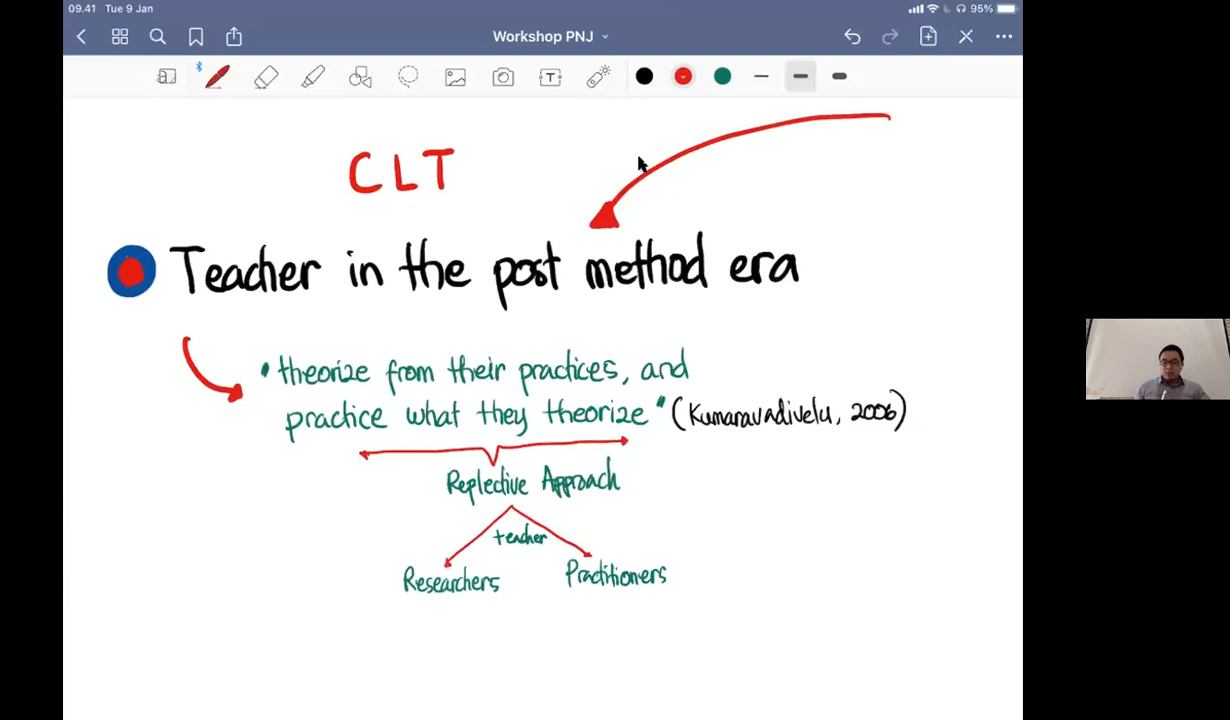 09.41 Tue 9 Jan
95%
Workshop PNJ
T
CLT
Teacher in the post method era
"theorize from their practices, and
practice what they theorize" (Kumaravadivelu, 2006)
Replective Approach
teacher
Researchers
Practitioners